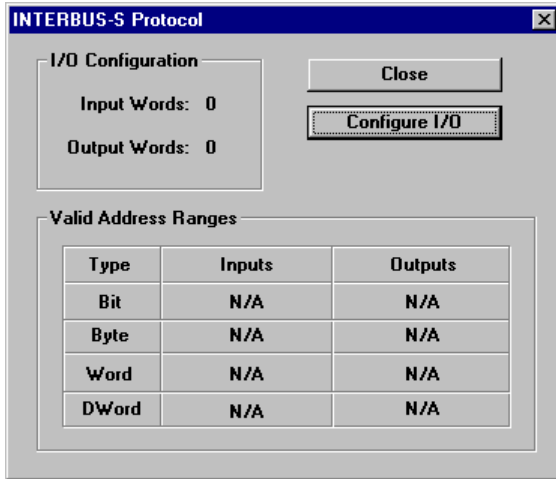 INTERBUS-S Protocol
I/O Configuration
Input Words: 0
Output Words: 0
Close
Configure I/O
Valid Address Ranges
Type Inputs Outputs
Bit N/A N/A
Byte N/A N/A
Word N/A N/A
DWord N/A N/A